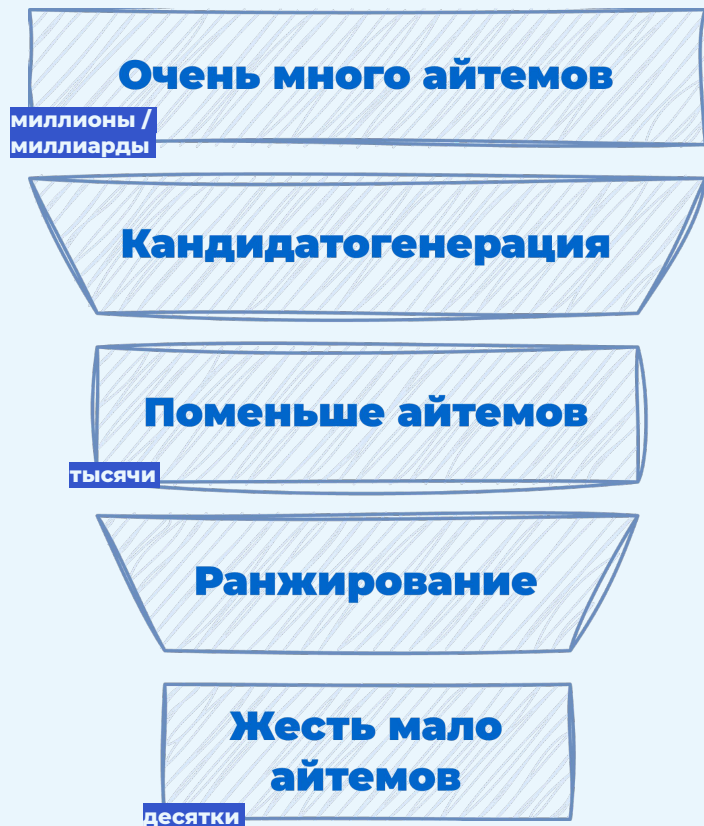 Очень много айтемов
миллионы /
миллиарды
Кандидатогенерация
Поменьше айтемов
тысячи
Ранжирование
Жесть мало
айтемов
десятки